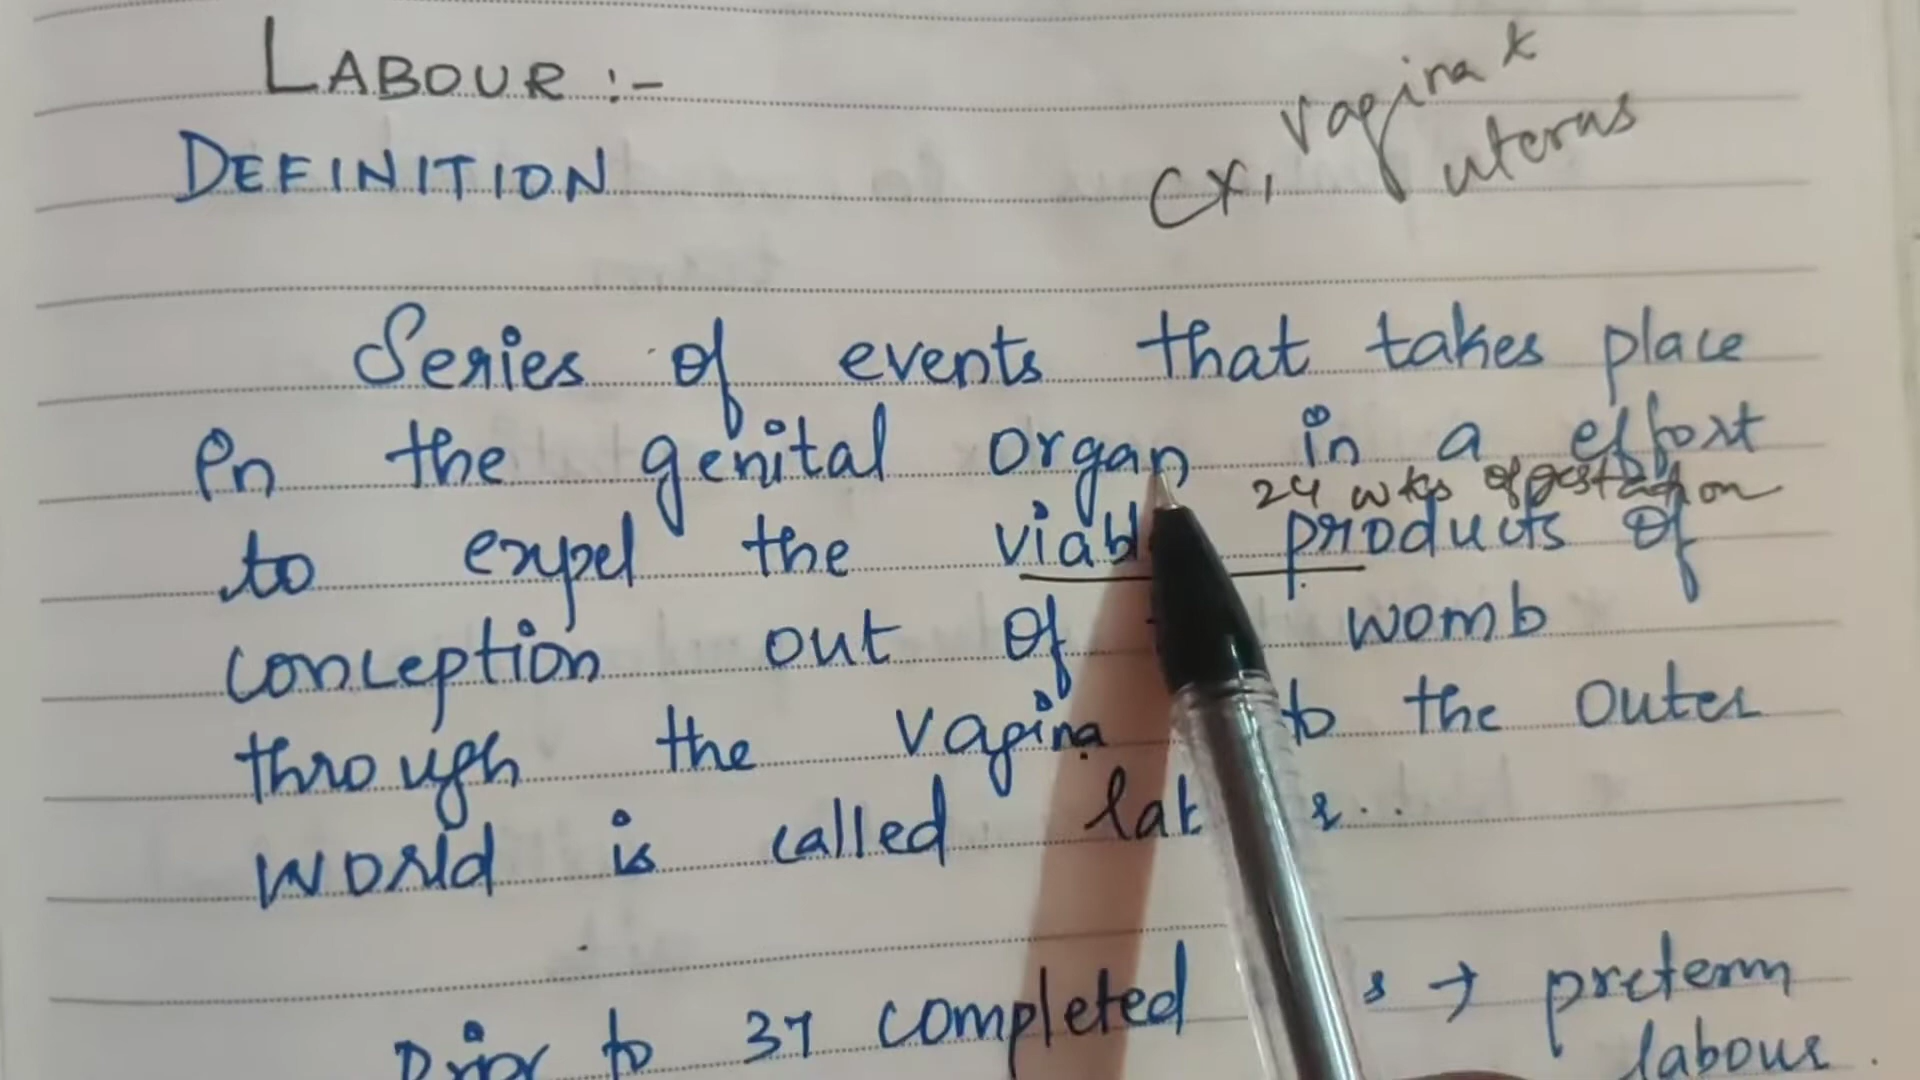 LABOUR :-
Cx, vagina &
uterus
DEFINITION
Series of events that takes place
in the genital organ in a effort
24 wks of gestation
to expel the viable products of
conception out of womb
through the vagina to the outer
world is called
Prior to 37 completed → preterm
labour.